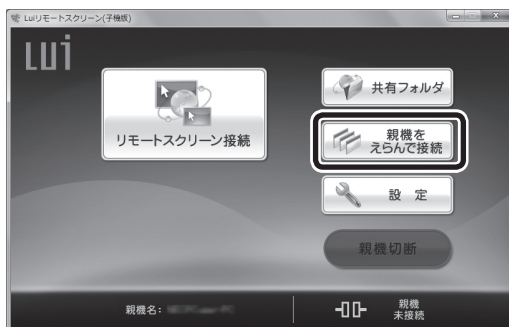 Luiリモートスクリーン(子機版)
Lui
リモートスクリーン接続
共有フォルダ
親機を
えらんで接続
設 定
親機切断
親機名:
親機
未接続